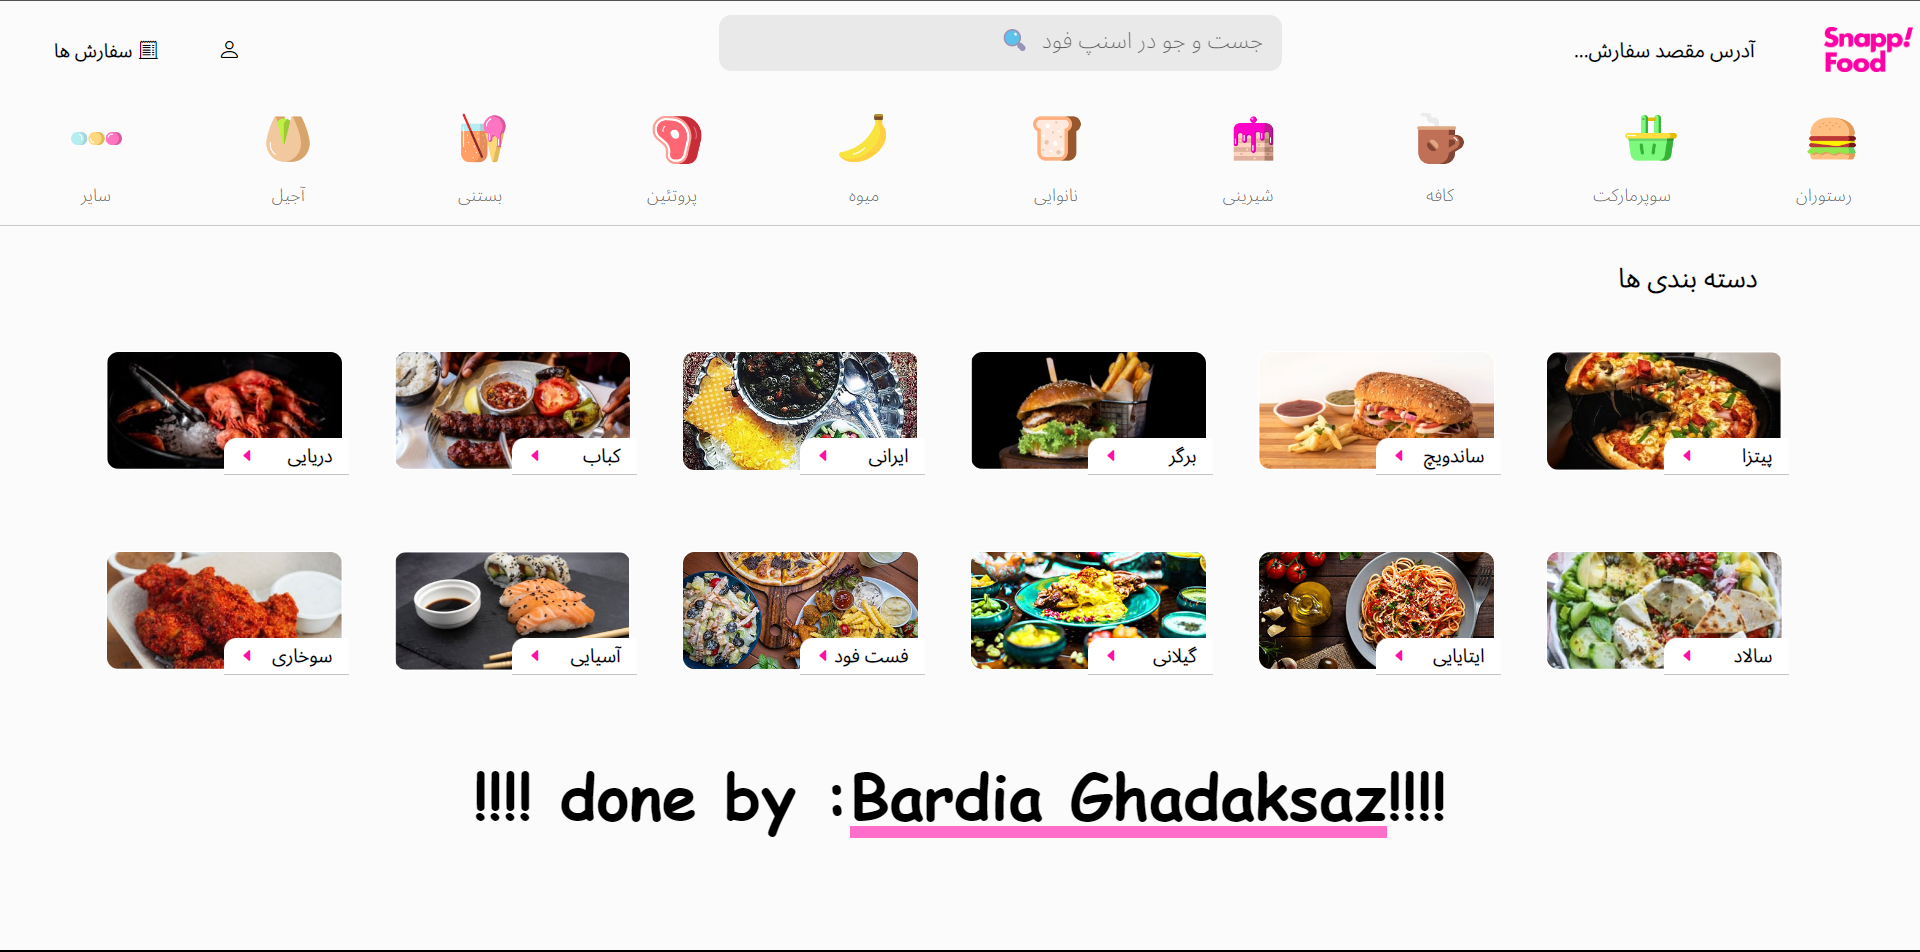 Snapp!
Food
آدرس مقصد سفارش...
جست و جو در اسنپ فود
سفارش ها
رستوران
سوپرمارکت
کافه
شیرینی
نانوایی
میوه
پروتئین
بستنی
آجیل
سایر
دسته بندی ها
پیتزا
ساندویچ
برگر
ایرانی
کباب
دریایی
سالاد
ایتایایی
گیلانی
فست فود
آسیایی
سوخاری
!!!! done by :Bardia Ghadaksaz!!!!